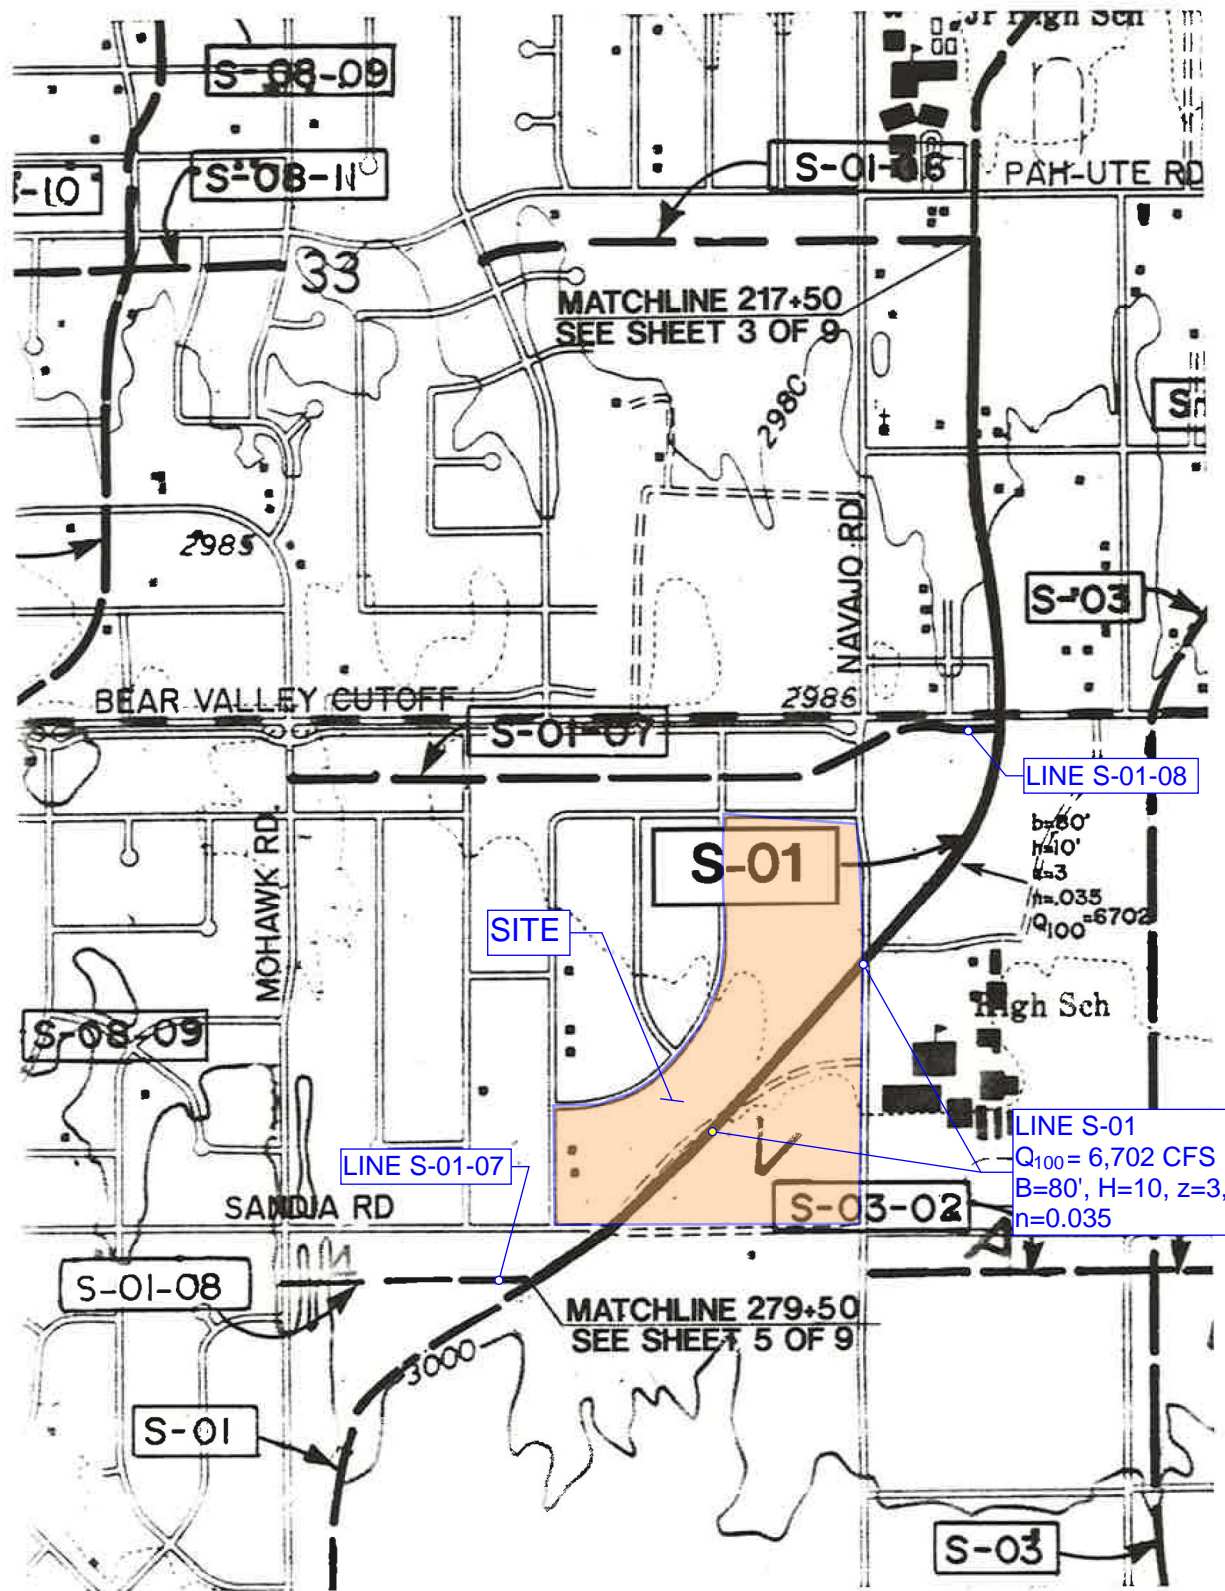 JP High Sch
S-08-09
S-08-11
S-01-06
PAH-UTE RD
-10
33
MATCHLINE 217+50
SEE SHEET 3 OF 9
2980
S-
2985
NAVAJO RD
S-03
BEAR VALLEY CUTOFF
2986
S-01-07
LINE S-01-08
b=80'
h=10'
z=3
n=.035
Q100=6702
S-01
MOHAWK RD.
SITE
High Sch
S-08-09
LINE S-01
Q100 = 6,702 CFS
B=80', H=10, z=3,
n=0.035
LINE S-01-07
SANDIA RD
S-03-02
S-01-08
MATCHLINE 279+50
SEE SHEET 5 OF 9
3000
S-01
S-03